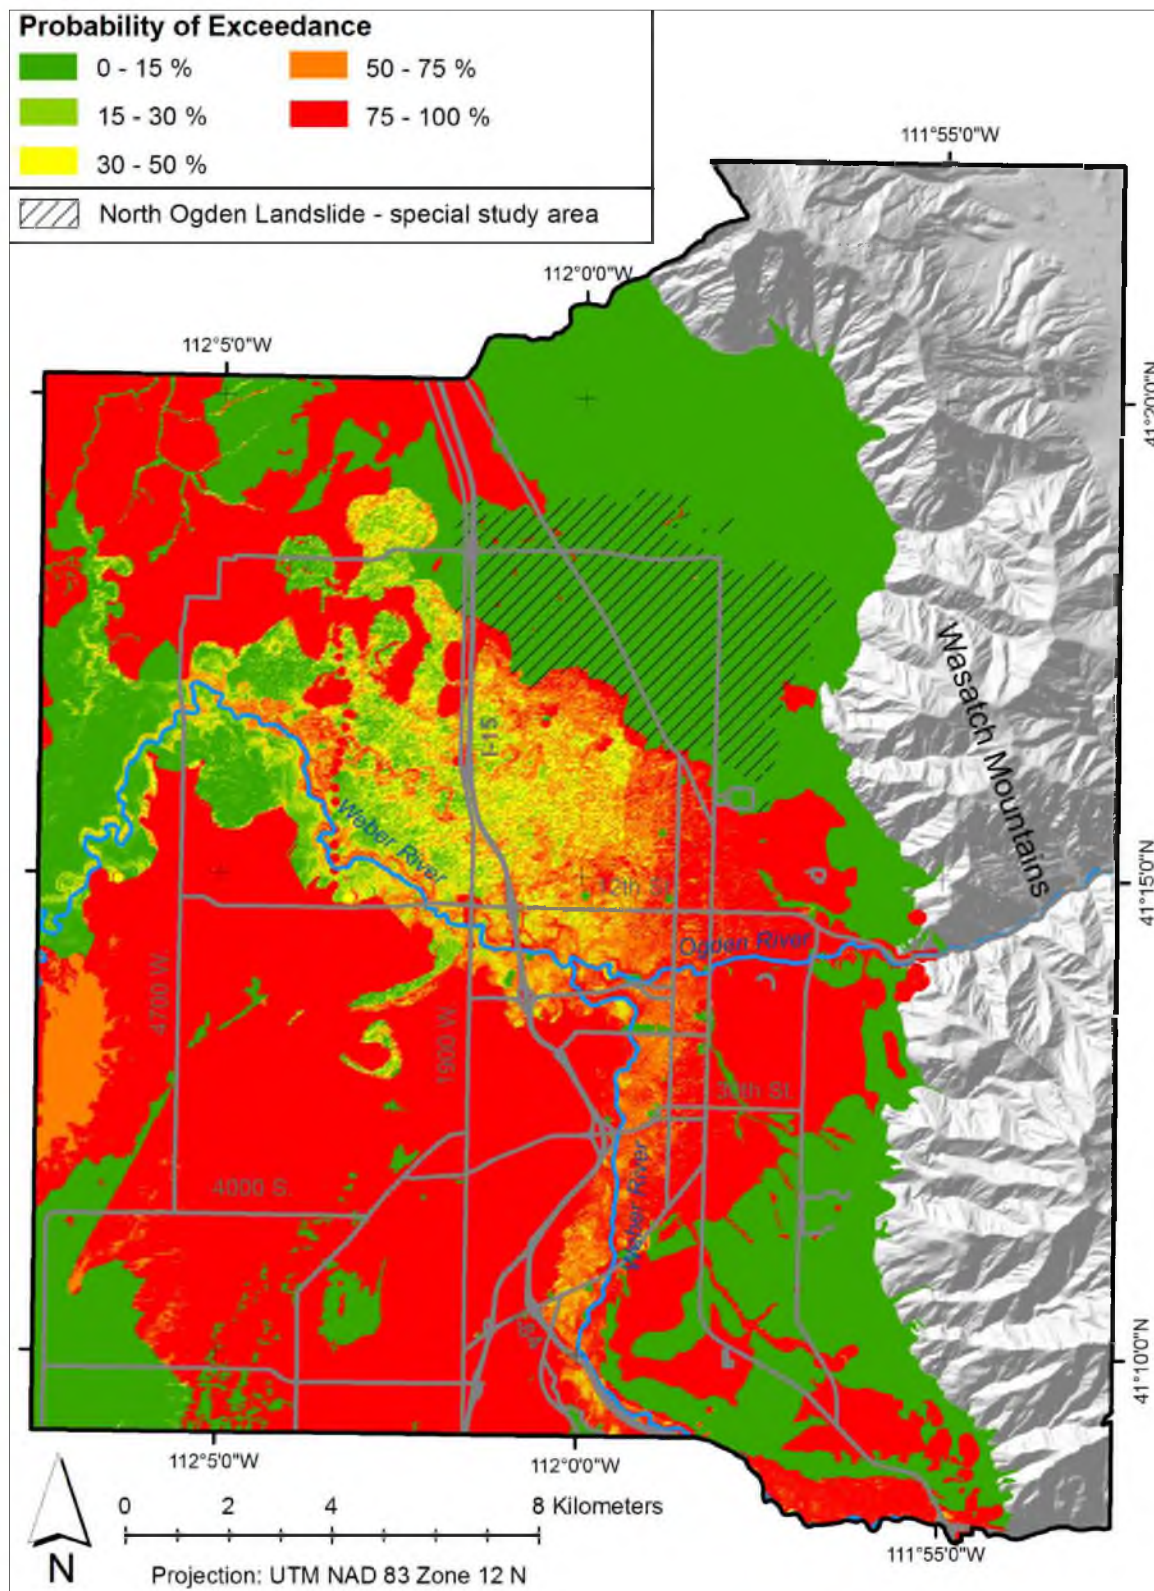 Probability of Exceedance
0 - 15 %
50 - 75 %
15 - 30 %
75 - 100 %
30 - 50 %
North Ogden Landslide - special study area
111°55'0"W
112°0'0"W
112°5'0"W
41°20'0"N
Wasatch Mountains
I-15
Weber River
41°15'0"N
12th St.
Ogden River
4700 W.
1900 W.
30th St.
4000 S.
Weber River
I-84
41°10'0"N
112°5'0"W
112°0'0"W
111°55'0"W
N
0 2 4 8 Kilometers
Projection: UTM NAD 83 Zone 12 N